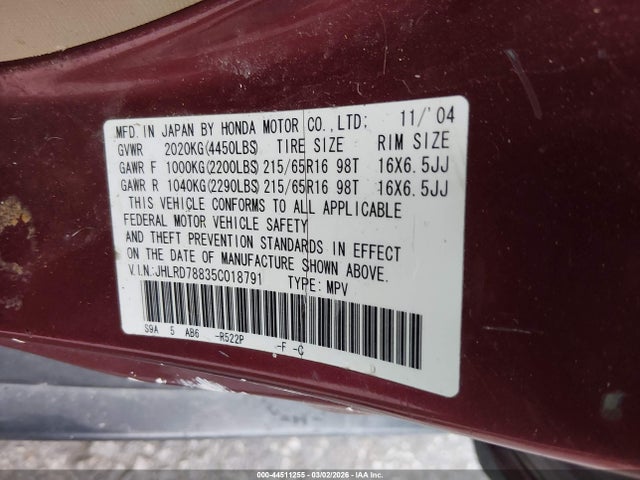 MFD. IN JAPAN BY HONDA MOTOR CO., LTD: 11/'04
GVWR 2020KG(4450LBS) TIRE SIZE RIM SIZE
GAWR F 1000KG(2200LBS) 215/65R16 98T 16X6.5JJ
GAWR R 1040KG(2290LBS) 215/65R16 98T 16X6.5JJ
THIS VEHICLE CONFORMS TO ALL APPLICABLE
FEDERAL MOTOR VEHICLE SAFETY
AND THEFT PREVENTION STANDARDS IN EFFECT
ON THE DATE OF MANUFACTURE SHOWN ABOVE.
V.I.N:JHLRD78835C018791 TYPE: MPV
S9A 5 AB6 -R522P -F -C
000-44511255 - 03/02/2026 - IAA Inc.